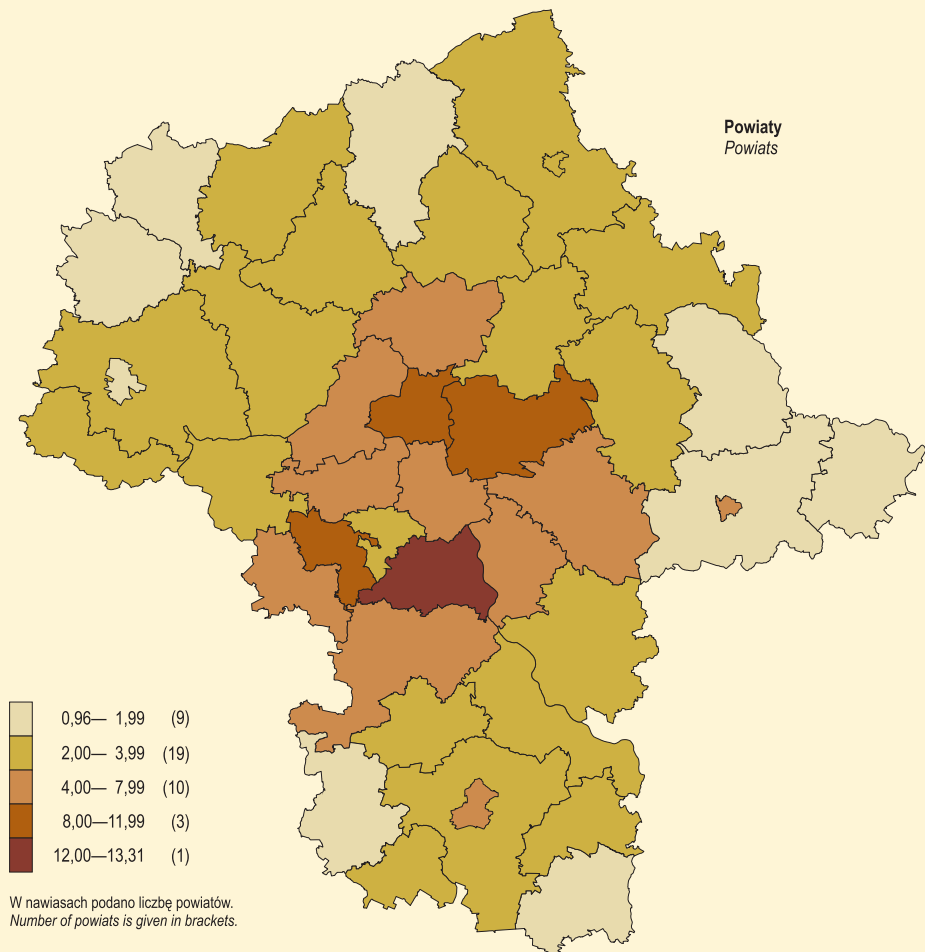 Powiaty
Powiats
0,96— 1,99 (9)
2,00— 3,99 (19)
4,00— 7,99 (10)
8,00—11,99 (3)
12,00—13,31 (1)
W nawiasach podano liczbę powiatów.
Number of powiats is given in brackets.